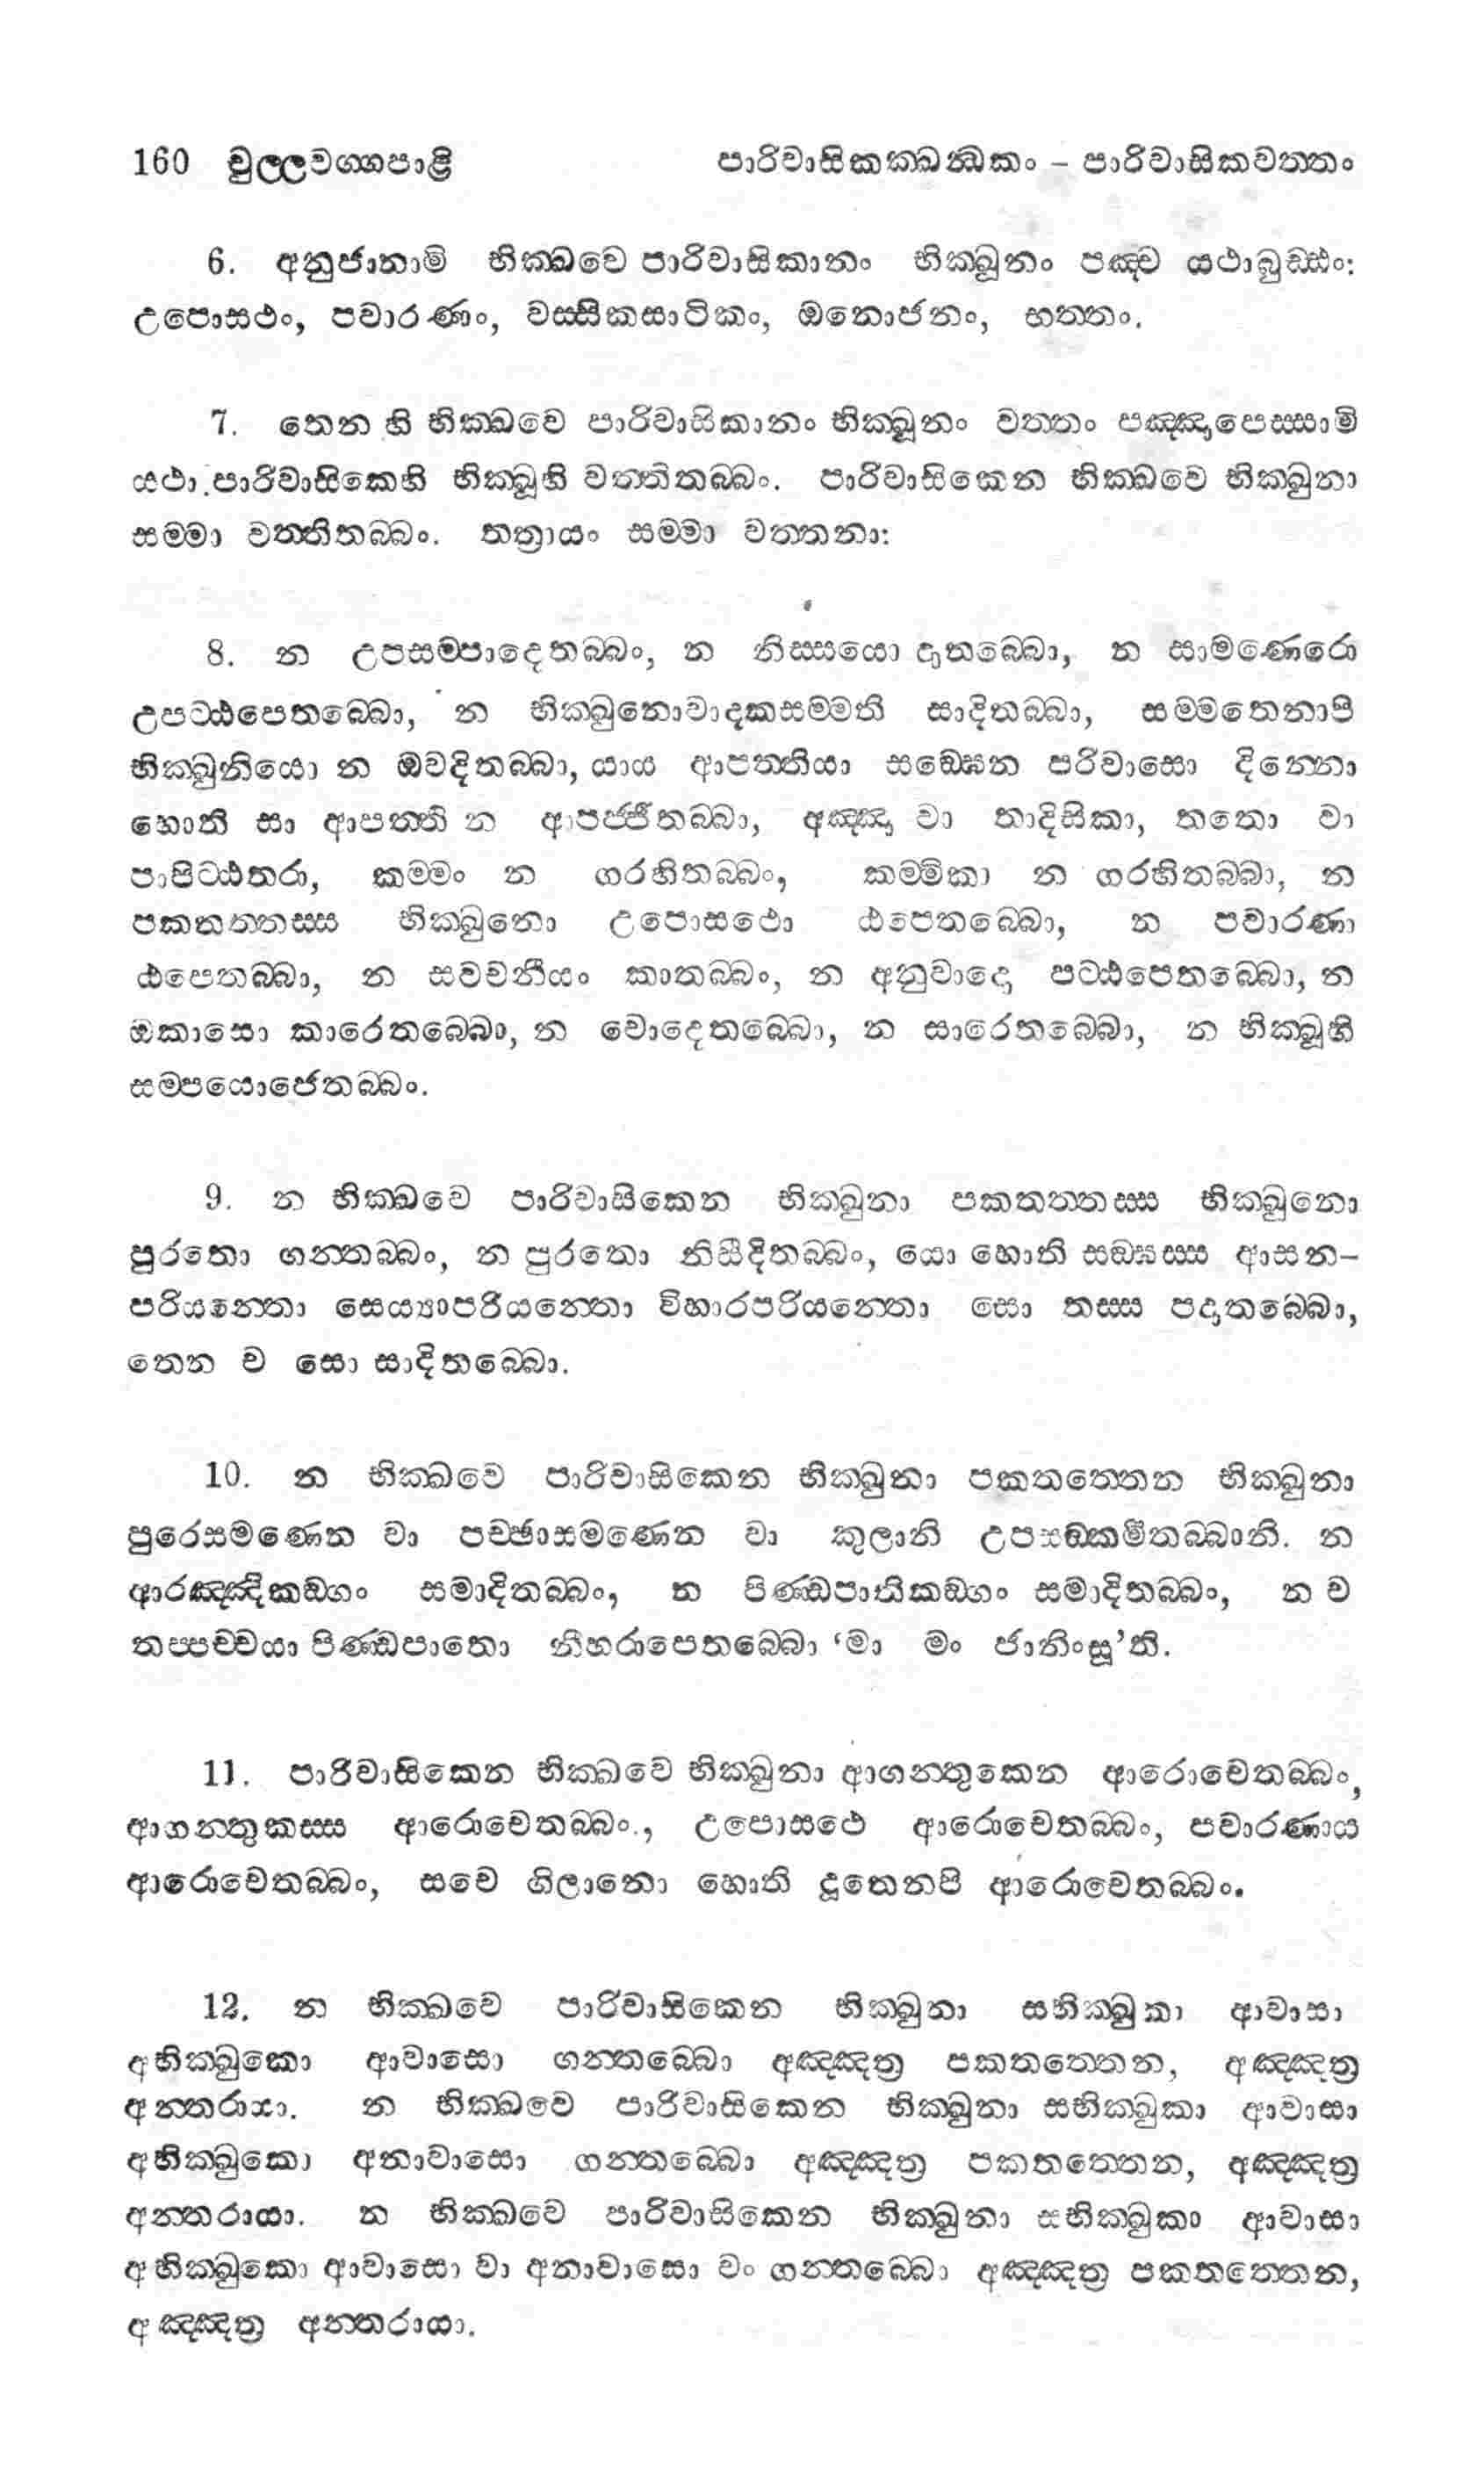 160 චුල්ලවග්ගපාළි පාරිවාසිකක්ඛන්ධකං – පාරිවාසිකවත්තං
6. අනුජානාමි භික්ඛවෙ පාරිවාසිකානං භික්ඛූනං පඤ්ච යථාබුඩ්ඪං:
උපොසථං, පවාරණං, වස්සිකසාටිකං, ඔනොජනං, භත්තං.
7. තෙන හි භික්ඛවෙ පාරිවාසිකානං භික්ඛූනං වත්තං පඤ්ඤාපෙස්සාමි
යථා පාරිවාසිකෙහි භික්ඛූහි වත්තිතබ්බං. පාරිවාසිකෙන භික්ඛවෙ භික්ඛුනා
සම්මා වත්තිතබ්බං. තත්‍රායං සම්මා වත්තනා:
8. න උපසම්පාදෙතබ්බං, න නිස්සයො දාතබ්බො, න සාමණෙරො
උපට්ඨපෙතබ්බො, න භික්ඛුනොවාදකසම්මති සාදිතබ්බා, සම්මතෙනාපි
භික්ඛුනියො න ඔවදිතබ්බා, යාය ආපත්තියා සඞ්ඝෙන පරිවාසො දින්නො
හොති සා ආපත්ති න ආපජ්ජිතබ්බා, අඤ්ඤා වා තාදිසිකා, තතො වා
පාපිට්ඨතරා, කම්මං න ගරහිතබ්බං, කම්මිකා න ගරහිතබ්බා, න
පකතත්තස්ස භික්ඛුනො උපොසථො ඨපෙතබ්බො, න පවාරණා
ඨපෙතබ්බා, න සවචනීයං කාතබ්බං, න අනුවාදො පට්ඨපෙතබ්බො, න
ඔකාසො කාරෙතබ්බො, න චොදෙතබ්බො, න සාරෙතබ්බො, න භික්ඛූහි
සම්පයොජෙතබ්බං.
9. න භික්ඛවෙ පාරිවාසිකෙන භික්ඛුනා පකතත්තස්ස භික්ඛුනො
පුරතො ගන්තබ්බං, න පුරතො නිසීදිතබ්බං, යො හොති සඞ්ඝස්ස ආසන-
පරියන්තො සෙය්‍යාපරියන්තො විහාරපරියන්තො සො තස්ස පදාතබ්බො,
තෙන ච සො සාදිතබ්බො.
10. න භික්ඛවෙ පාරිවාසිකෙන භික්ඛුනා පකතත්තෙන භික්ඛුනා
පුරෙසමණෙන වා පච්ඡාසමණෙන වා කුලානි උපසඞ්කමිතබ්බානි. න
ආරඤ්ඤිකඞ්ගං සමාදිතබ්බං, න පිණ්ඩපාතිකඞ්ගං සමාදිතබ්බං, න ච
තප්පච්චයා පිණ්ඩපාතො නීහරාපෙතබ්බො ‘මා මං ජානිංසූ’ති.
11. පාරිවාසිකෙන භික්ඛවෙ භික්ඛුනා ආගන්තුකෙන ආරොචෙතබ්බං,
ආගන්තුකස්ස ආරොචෙතබ්බං., උපොසථෙ ආරොචෙතබ්බං, පවාරණාය
ආරොචෙතබ්බං, සචෙ ගිලානො හොති දූතෙනපි ආරොචෙතබ්බං.
12. න භික්ඛවෙ පාරිවාසිකෙන භික්ඛුනා සභික්ඛුකා ආවාසා
අභික්ඛුකො ආවාසො ගන්තබ්බො අඤ්ඤත්‍ර පකතත්තෙන, අඤ්ඤත්‍ර
අන්තරායා. න භික්ඛවෙ පාරිවාසිකෙන භික්ඛුනා සභික්ඛුකා ආවාසා
අභික්ඛුකො අනාවාසො ගන්තබ්බො අඤ්ඤත්‍ර පකතත්තෙන, අඤ්ඤත්‍ර
අන්තරායා. න භික්ඛවෙ පාරිවාසිකෙන භික්ඛුනා සභික්ඛුකා ආවාසා
අභික්ඛුකො ආවාසො වා අනාවාසො වං ගන්තබ්බො අඤ්ඤත්‍ර පකතත්තෙන,
අඤ්ඤත්‍ර අන්තරායා.